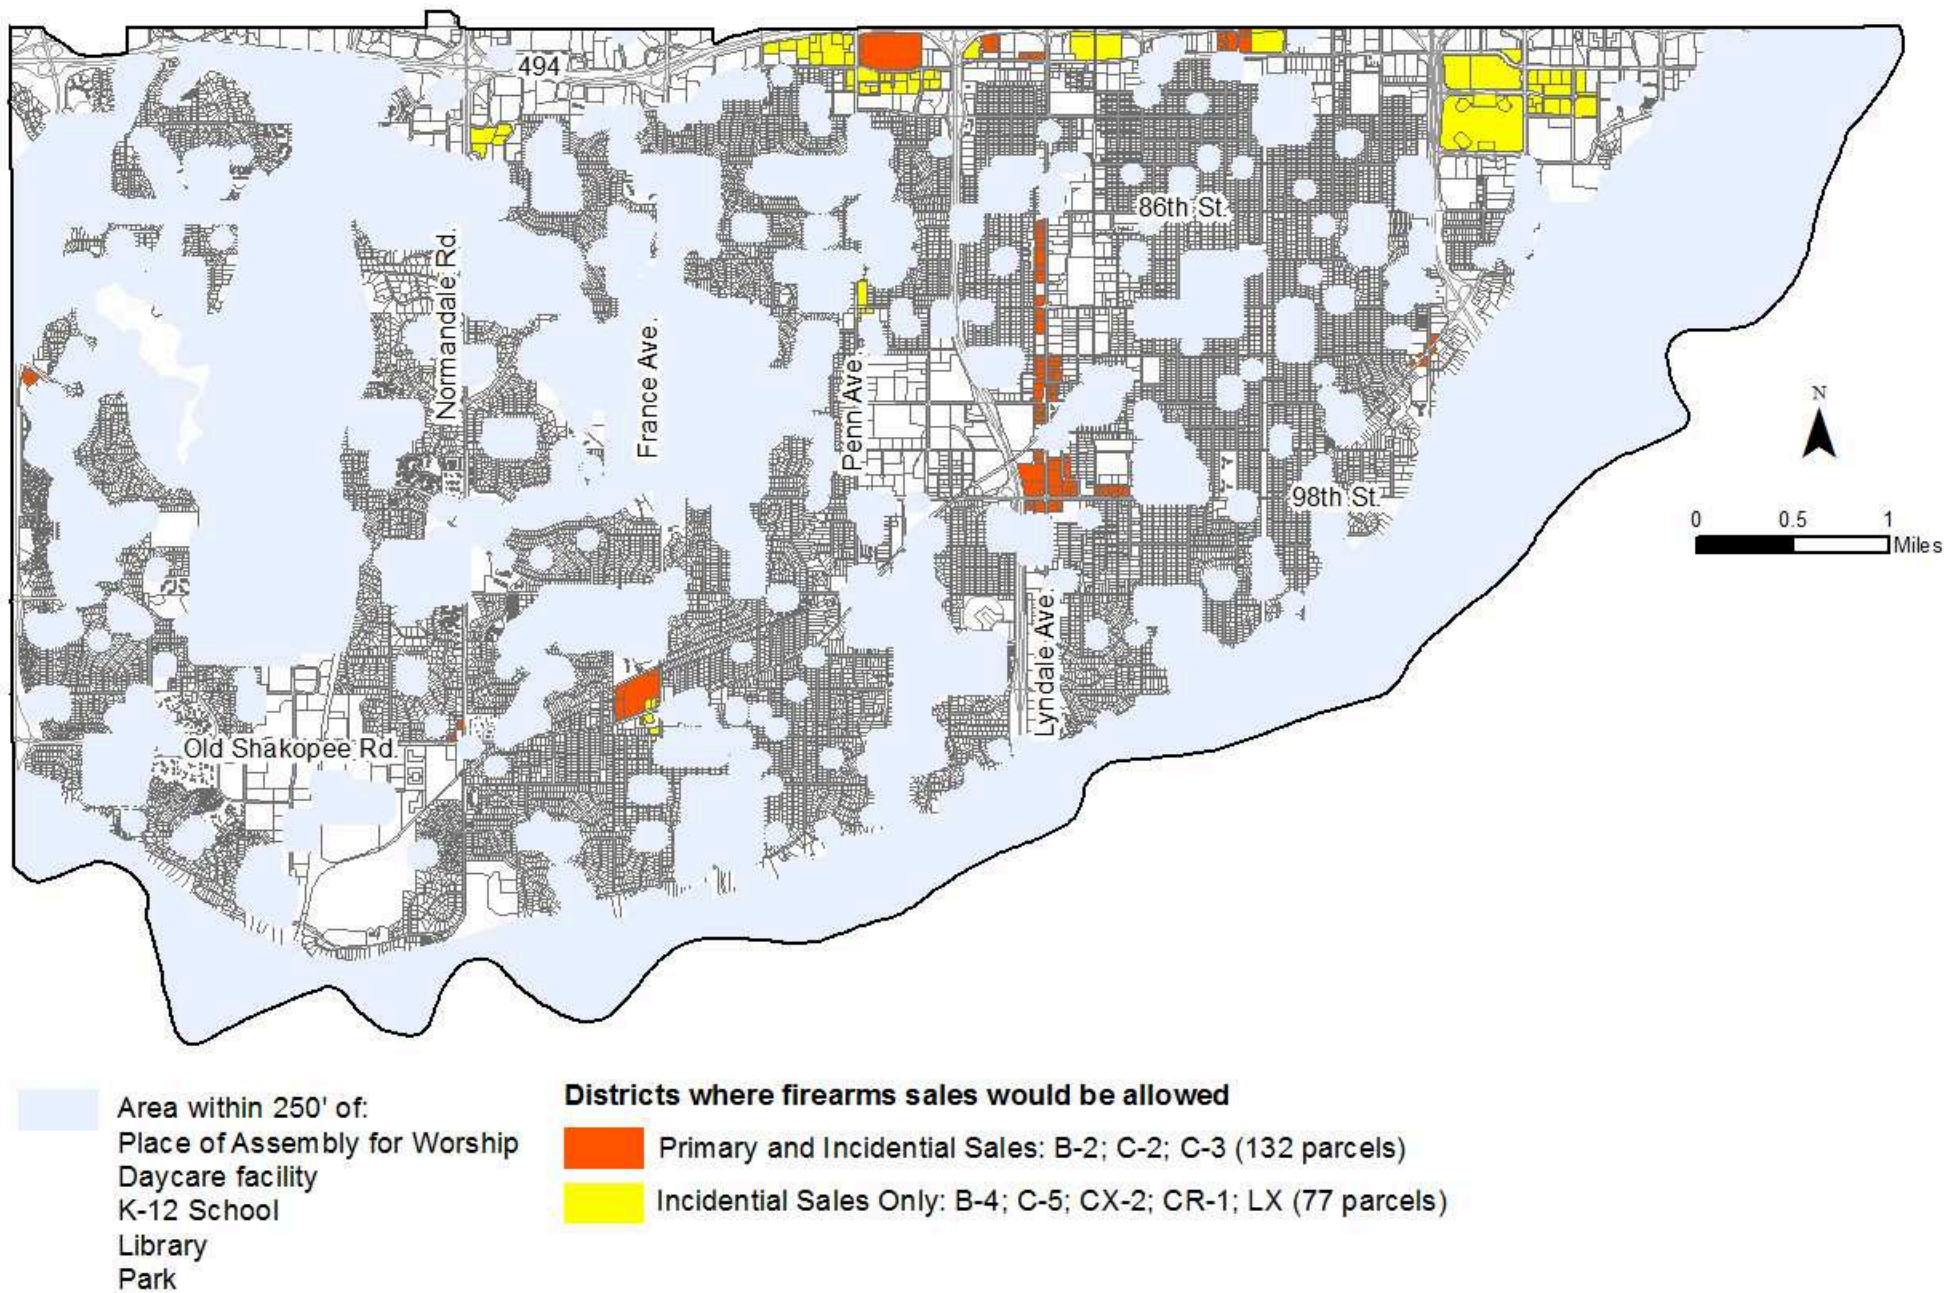 494
86th St.
Normandale Rd.
France Ave.
Penn Ave.
N
98th St.
0 0.5 1
Miles
Lyndale Ave.
Old Shakopee Rd.
Area within 250' of:
Place of Assembly for Worship
Daycare facility
K-12 School
Library
Park
Districts where firearms sales would be allowed
Primary and Incidential Sales: B-2; C-2; C-3 (132 parcels)
Incidential Sales Only: B-4; C-5; CX-2; CR-1; LX (77 parcels)